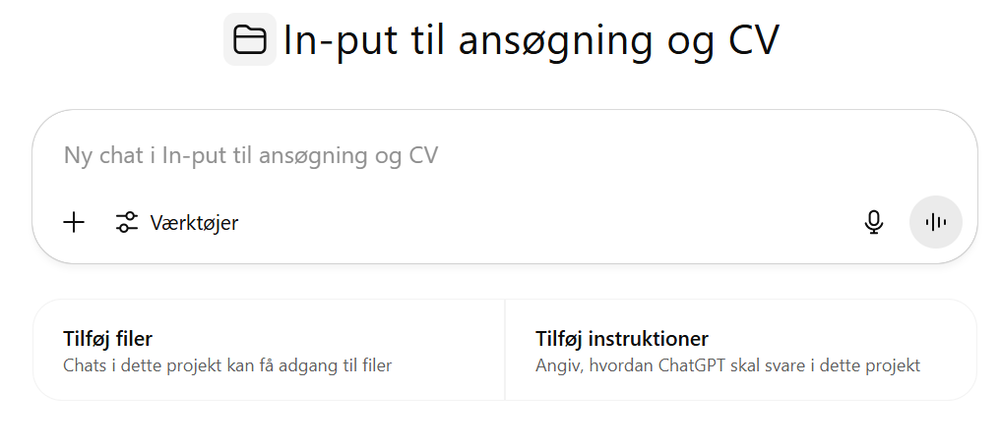 In-put til ansøgning og CV
Ny chat i In-put til ansøgning og CV
Værktøjer
Tilføj filer
Chats i dette projekt kan få adgang til filer
Tilføj instruktioner
Angiv, hvordan ChatGPT skal svare i dette projekt